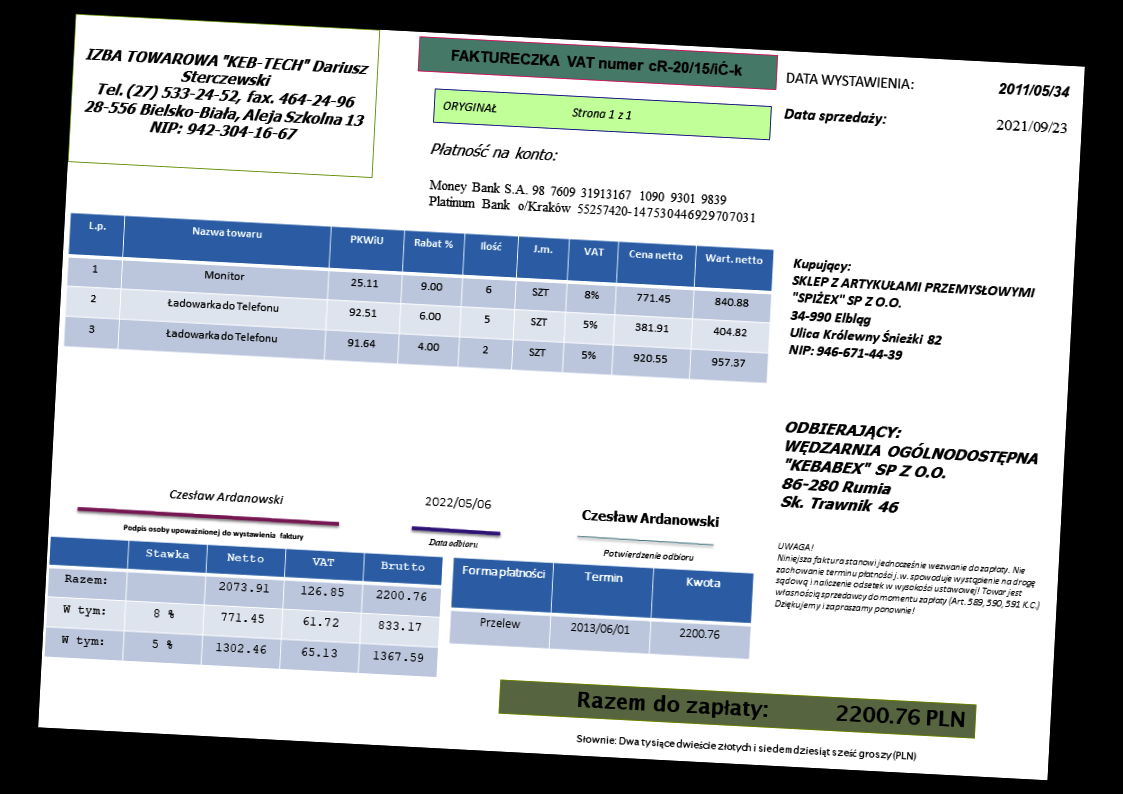 IZBA TOWAROWA "KEB-TECH" Dariusz
Sterczewski
Tel. (27) 533-24-52, fax. 464-24-96
28-556 Bielsko-Biała, Aleja Szkolna 13
NIP: 942-304-16-67
FAKTURECZKA VAT numer cR-20/15/iĆ-k
ORYGINAŁ Strona 1 z 1
DATA WYSTAWIENIA: 2011/05/34
Data sprzedaży: 2021/09/23
Płatność na konto:
Money Bank S.A. 98 7609 31913167 1090 9301 9839
Platinum Bank o/Kraków 55257420-147530446929707031
L.p. Nazwa towaru PKWiU Rabat % Ilość J.m. VAT Cena netto Wart. netto
1 Monitor 25.11 9.00 6 SZT 8% 771.45 840.88
2 Ładowarka do Telefonu 92.51 6.00 5 SZT 5% 381.91 404.82
3 Ładowarka do Telefonu 91.64 4.00 2 SZT 5% 920.55 957.37
Kupujący:
SKLEP Z ARTYKUŁAMI PRZEMYSŁOWYMI
"SPIŻEX" SP Z O.O.
34-990 Elbląg
Ulica Królewny Śnieżki 82
NIP: 946-671-44-39
ODBIERAJĄCY:
WĘDZARNIA OGÓLNODOSTĘPNA
"KEBABEX" SP Z O.O.
86-280 Rumia
Sk. Trawnik 46
Czesław Ardanowski
Podpis osoby upoważnionej do wystawienia faktury
2022/05/06
Data odbioru
Czesław Ardanowski
Potwierdzenie odbioru
UWAGA!
Niniejsza faktura stanowi jednocześnie wezwanie do zapłaty. Nie
zachowanie terminu płatności j.w. spowoduje wystąpienie na drogę
sądową i naliczenie odsetek w wysokości ustawowej! Towar jest
własnością sprzedawcy do momentu zapłaty (Art. 589, 590, 591 K.C.)
Dziękujemy i zapraszamy ponownie!
Stawka Netto VAT Brutto
Razem: 2073.91 126.85 2200.76
W tym: 8 % 771.45 61.72 833.17
W tym: 5 % 1302.46 65.13 1367.59
Forma płatności Termin Kwota
Przelew 2013/06/01 2200.76
Razem do zapłaty: 2200.76 PLN
Słownie: Dwa tysiące dwieście złotych i siedemdziesiąt sześć groszy (PLN)